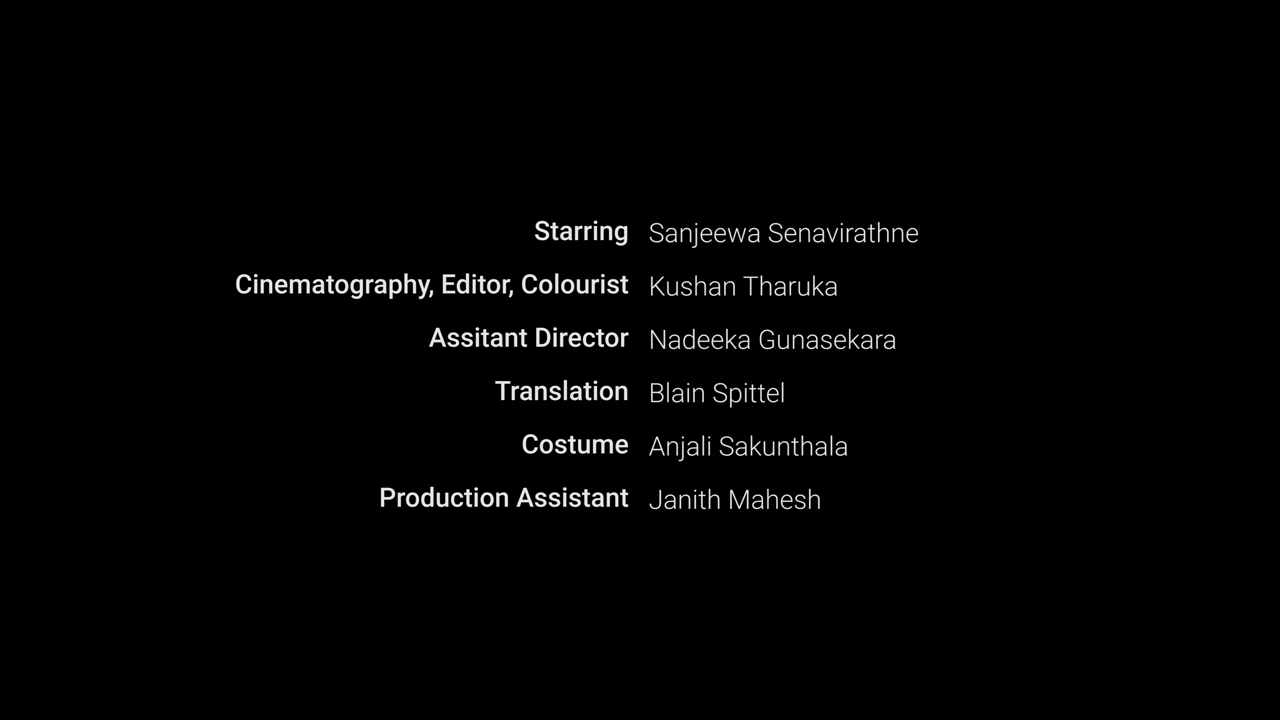 Starring Sanjeewa Senavirathne
Cinematography, Editor, Colourist Kushan Tharuka
Assitant Director Nadeeka Gunasekara
Translation Blain Spittel
Costume Anjali Sakunthala
Production Assistant Janith Mahesh